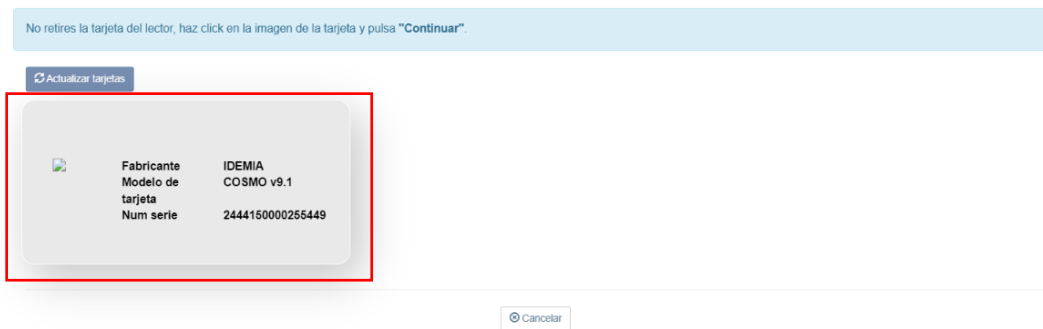 No retires la tarjeta del lector, haz click en la imagen de la tarjeta y pulsa "Continuar".
Actualizar tarjetas
Fabricante IDEMIA
Modelo de COSMO v9.1
tarjeta
Num serie 2444150000255449
Cancelar